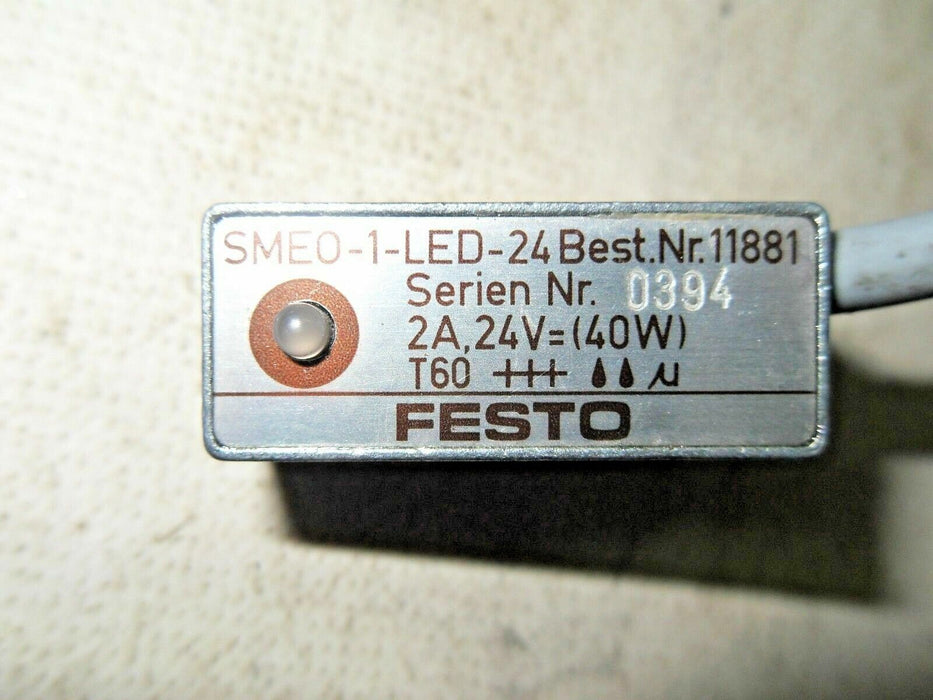 SMEO-1-LED-24 Best.Nr.11881
Serien Nr. 0394
2A,24V=(40W)
T60 µ
FESTO